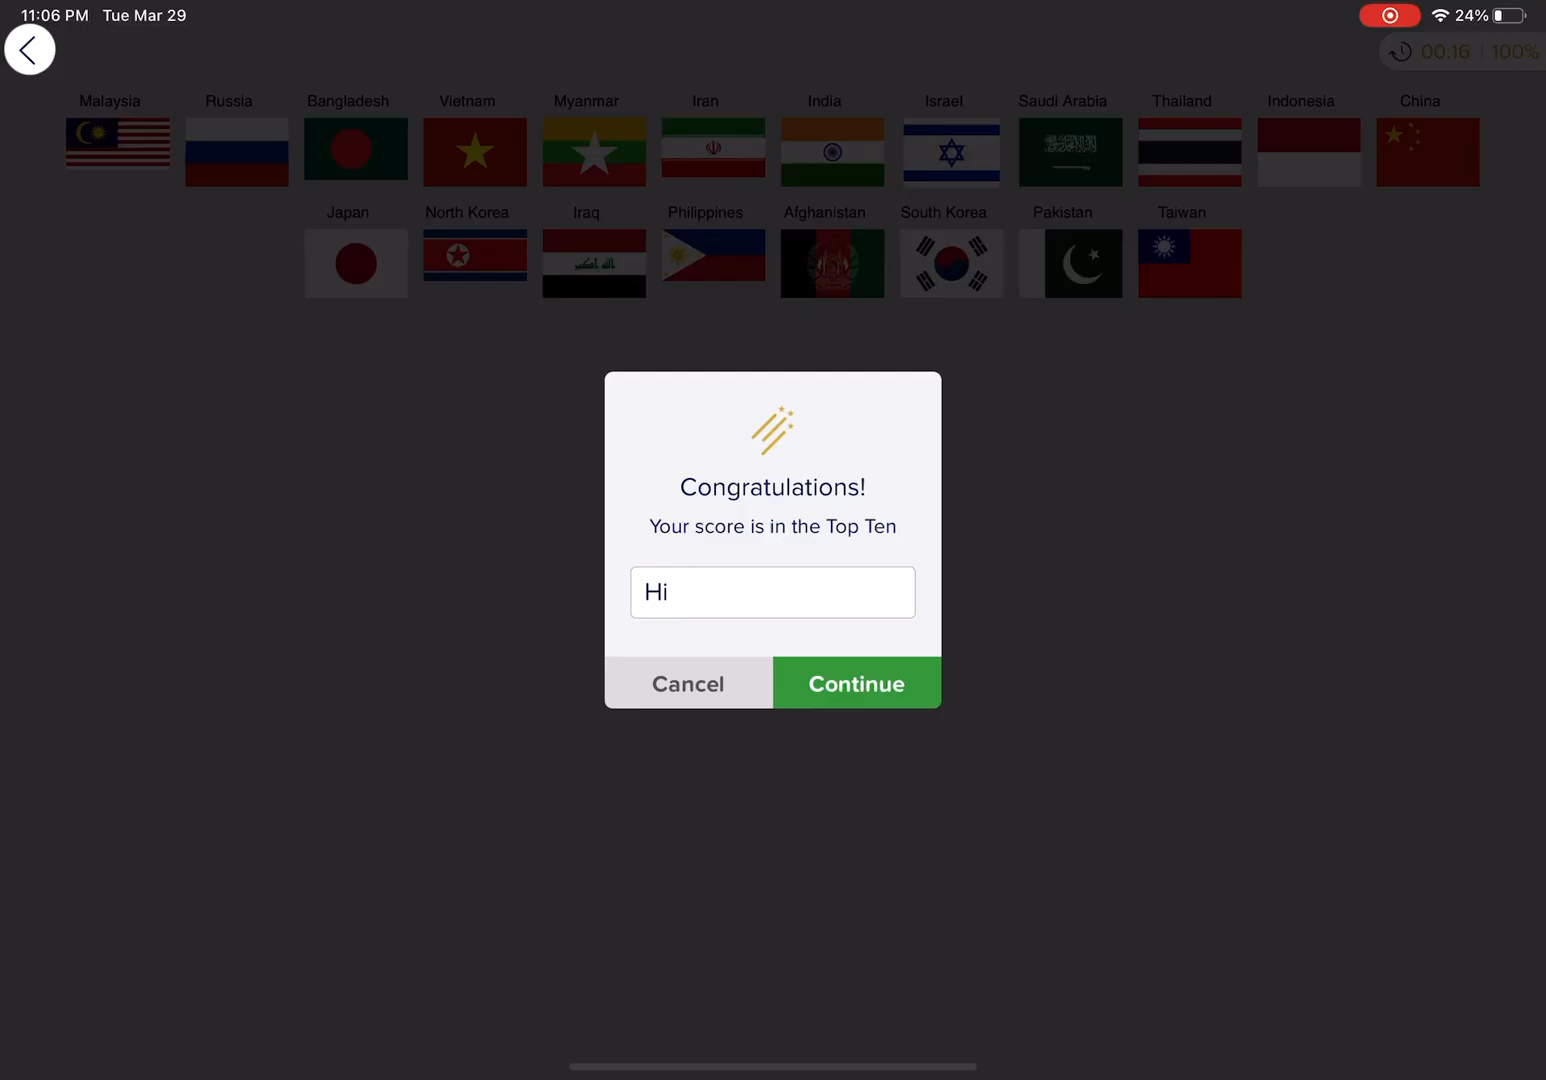 11:06 PM Tue Mar 29 24%
00:16 100%
Malaysia Russia Bangladesh Vietnam Myanmar Iran India Israel Saudi Arabia Thailand Indonesia China
Japan North Korea Iraq Philippines Afghanistan South Korea Pakistan Taiwan
الله اكبر
Congratulations!
Your score is in the Top Ten
Hi
Cancel Continue